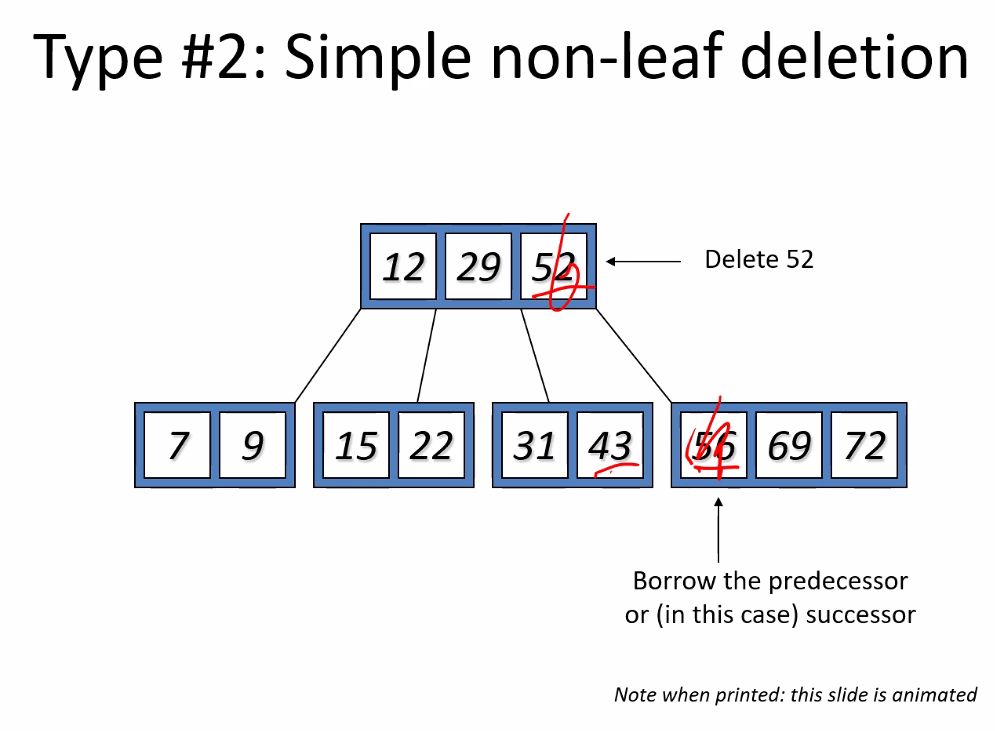 Type #2: Simple non-leaf deletion
12 29 52
Delete 52
7 9 15 22 31 43 56 69 72
Borrow the predecessor
or (in this case) successor
Note when printed: this slide is animated